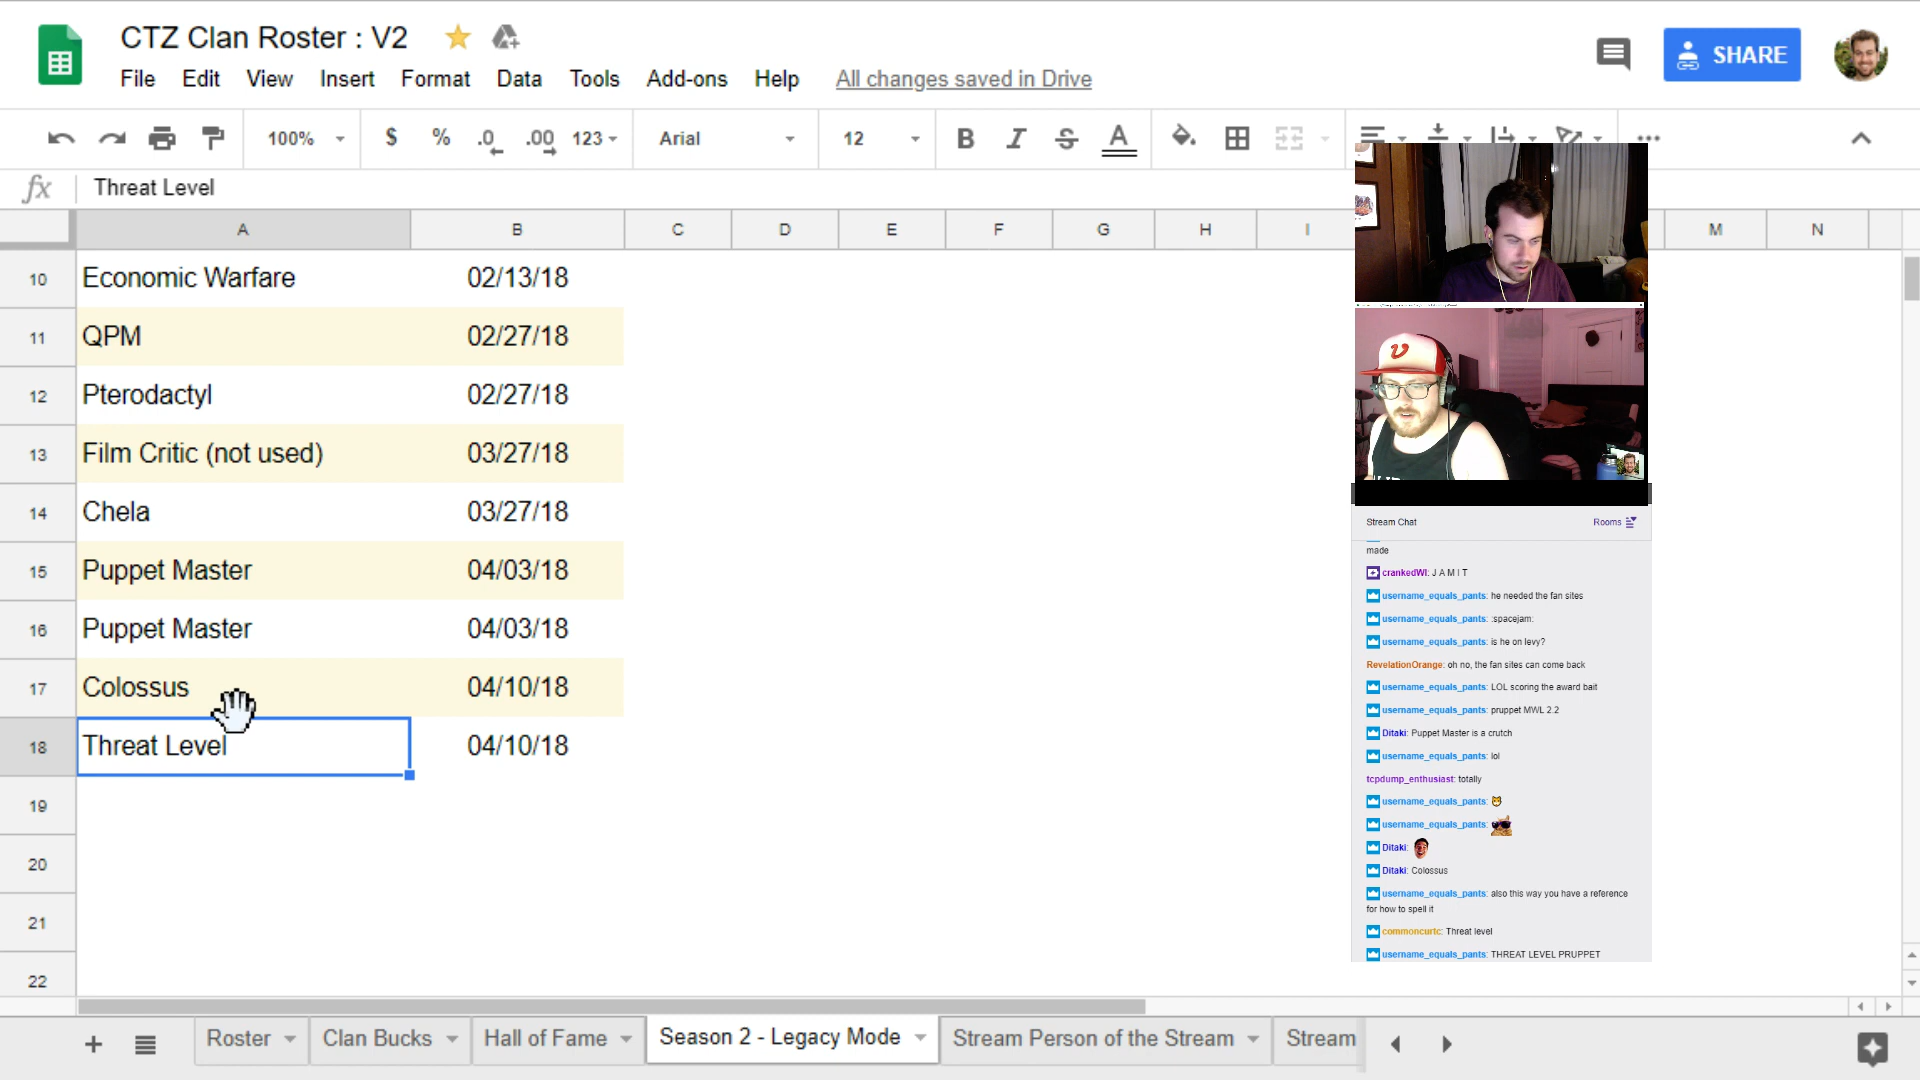 CTZ Clan Roster : V2
File Edit View Insert Format Data Tools Add-ons Help All changes saved in Drive
SHARE
100% $ % .0 .00 123 Arial 12 B I S A
fx Threat Level
A B C D E F G H I M N
10 Economic Warfare 02/13/18
11 QPM 02/27/18
12 Pterodactyl 02/27/18
13 Film Critic (not used) 03/27/18
14 Chela 03/27/18
15 Puppet Master 04/03/18
16 Puppet Master 04/03/18
17 Colossus 04/10/18
18 Threat Level 04/10/18
19
20
21
22
Stream Chat Rooms
made
crankedWI: J A M I T
username_equals_pants: he needed the fan sites
username_equals_pants: :spacejam:
username_equals_pants: is he on levy?
RevelationOrange: oh no, the fan sites can come back
username_equals_pants: LOL scoring the award bait
username_equals_pants: pruppet MWL 2.2
Ditaki: Puppet Master is a crutch
username_equals_pants: lol
tcpdump_enthusiast: totally
username_equals_pants:
username_equals_pants:
Ditaki:
Ditaki: Colossus
username_equals_pants: also this way you have a reference
for how to spell it
commoncurtc: Threat level
username_equals_pants: THREAT LEVEL PRUPPET
Roster Clan Bucks Hall of Fame Season 2 - Legacy Mode Stream Person of the Stream Stream